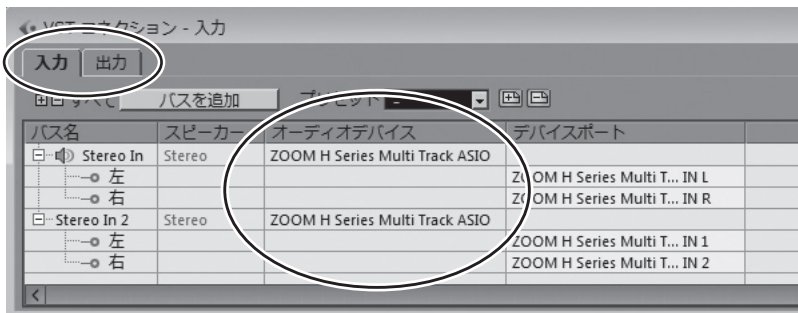 VST コネクション - 入力
入力 出力
すべて バスを追加 プリセット -
バス名 スピーカー オーディオデバイス デバイスポート
Stereo In Stereo ZOOM H Series Multi Track ASIO
左 ZOOM H Series Multi T... IN L
右 ZOOM H Series Multi T... IN R
Stereo In 2 Stereo ZOOM H Series Multi Track ASIO
左 ZOOM H Series Multi T... IN 1
右 ZOOM H Series Multi T... IN 2